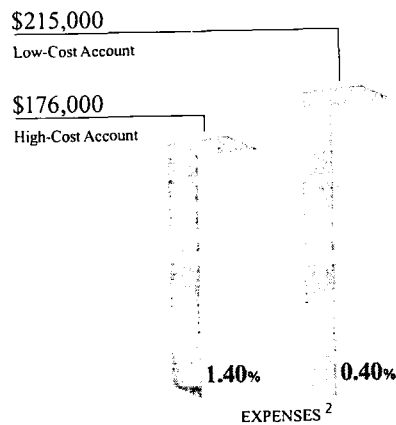 $215,000
Low-Cost Account
$176,000
High-Cost Account
1.40%
0.40%
EXPENSES 2